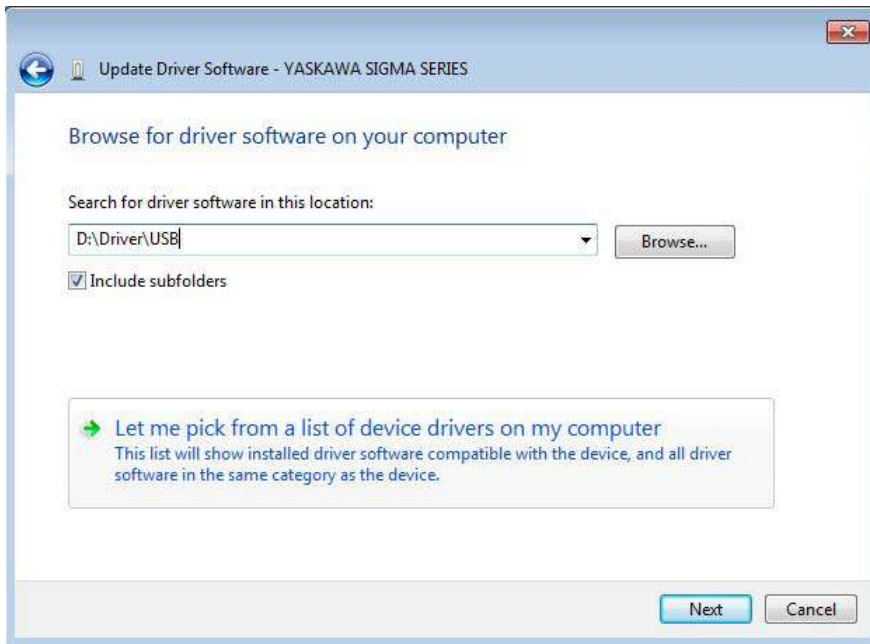 Update Driver Software - YASKAWA SIGMA SERIES
Browse for driver software on your computer
Search for driver software in this location:
D:\Driver\USB
Browse...
Include subfolders
Let me pick from a list of device drivers on my computer
This list will show installed driver software compatible with the device, and all driver
software in the same category as the device.
Next
Cancel